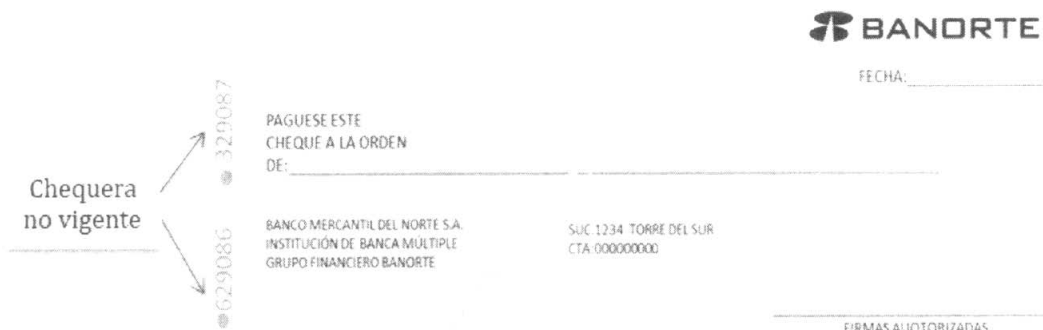 BANORTE
FECHA:
329087
PAGUESE ESTE
CHEQUE A LA ORDEN
DE:
Chequera
no vigente
629086
BANCO MERCANTIL DEL NORTE S.A.
INSTITUCIÓN DE BANCA MÚLTIPLE
GRUPO FINANCIERO BANORTE
SUC.1234 TORRE DEL SUR
CTA:000000000
FIRMAS AUOTORIZADAS